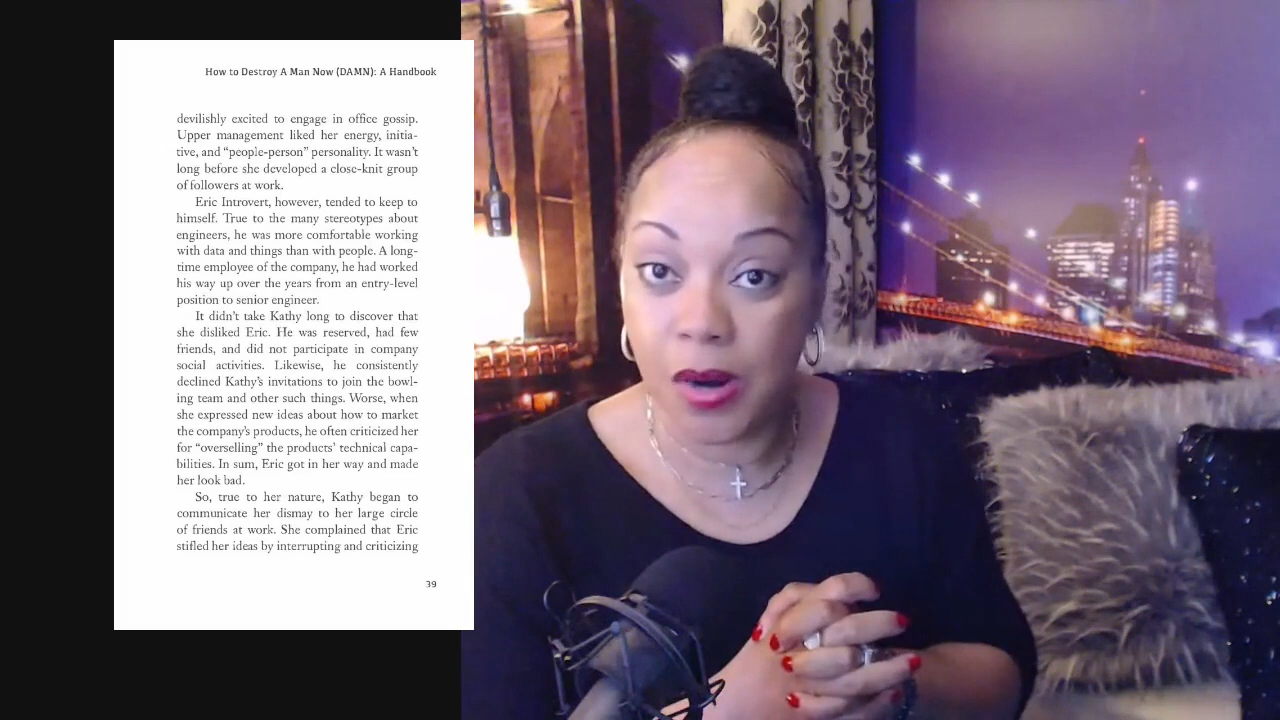 How to Destroy A Man Now (DAMN): A Handbook
devilishly excited to engage in office gossip.
Upper management liked her energy, initia-
tive, and “people-person” personality. It wasn’t
long before she developed a close-knit group
of followers at work.
Eric Introvert, however, tended to keep to
himself. True to the many stereotypes about
engineers, he was more comfortable working
with data and things than with people. A long-
time employee of the company, he had worked
his way up over the years from an entry-level
position to senior engineer.
It didn’t take Kathy long to discover that
she disliked Eric. He was reserved, had few
friends, and did not participate in company
social activities. Likewise, he consistently
declined Kathy’s invitations to join the bowl-
ing team and other such things. Worse, when
she expressed new ideas about how to market
the company’s products, he often criticized her
for “overselling” the products’ technical capa-
bilities. In sum, Eric got in her way and made
her look bad.
So, true to her nature, Kathy began to
communicate her dismay to her large circle
of friends at work. She complained that Eric
stifled her ideas by interrupting and criticizing
39